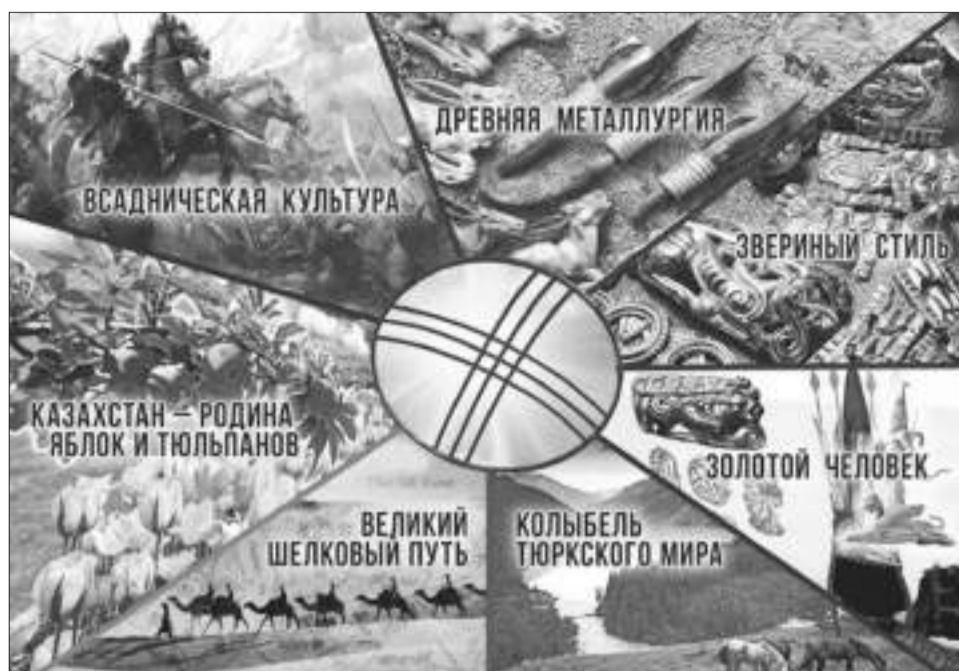 ДРЕВНЯЯ МЕТАЛЛУРГИЯ
ВСАДНИЧЕСКАЯ КУЛЬТУРА
ЗВЕРИНЫЙ СТИЛЬ
КАЗАХСТАН – РОДИНА
ЯБЛОК И ТЮЛЬПАНОВ
ЗОЛОТОЙ ЧЕЛОВЕК
ВЕЛИКИЙ
ШЕЛКОВЫЙ ПУТЬ
КОЛЫБЕЛЬ
ТЮРКСКОГО МИРА